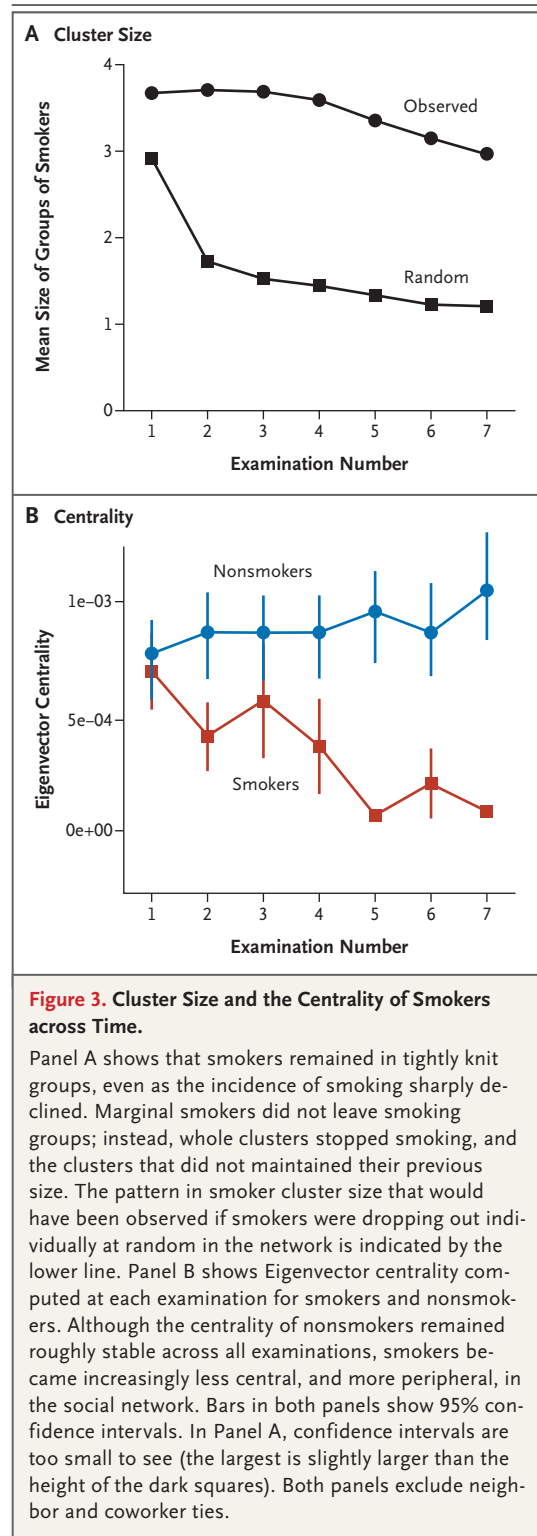 A Cluster Size
4
3
2
1
0
Mean Size of Groups of Smokers
Observed
Random
1 2 3 4 5 6 7
Examination Number
B Centrality
1e–03
5e–04
0e+00
Eigenvector Centrality
Nonsmokers
Smokers
1 2 3 4 5 6 7
Examination Number
Figure 3. Cluster Size and the Centrality of Smokers
across Time.
Panel A shows that smokers remained in tightly knit
groups, even as the incidence of smoking sharply de-
clined. Marginal smokers did not leave smoking
groups; instead, whole clusters stopped smoking, and
the clusters that did not maintained their previous
size. The pattern in smoker cluster size that would
have been observed if smokers were dropping out indi-
vidually at random in the network is indicated by the
lower line. Panel B shows Eigenvector centrality com-
puted at each examination for smokers and nonsmok-
ers. Although the centrality of nonsmokers remained
roughly stable across all examinations, smokers be-
came increasingly less central, and more peripheral, in
the social network. Bars in both panels show 95% con-
fidence intervals. In Panel A, confidence intervals are
too small to see (the largest is slightly larger than the
height of the dark squares). Both panels exclude neigh-
bor and coworker ties.